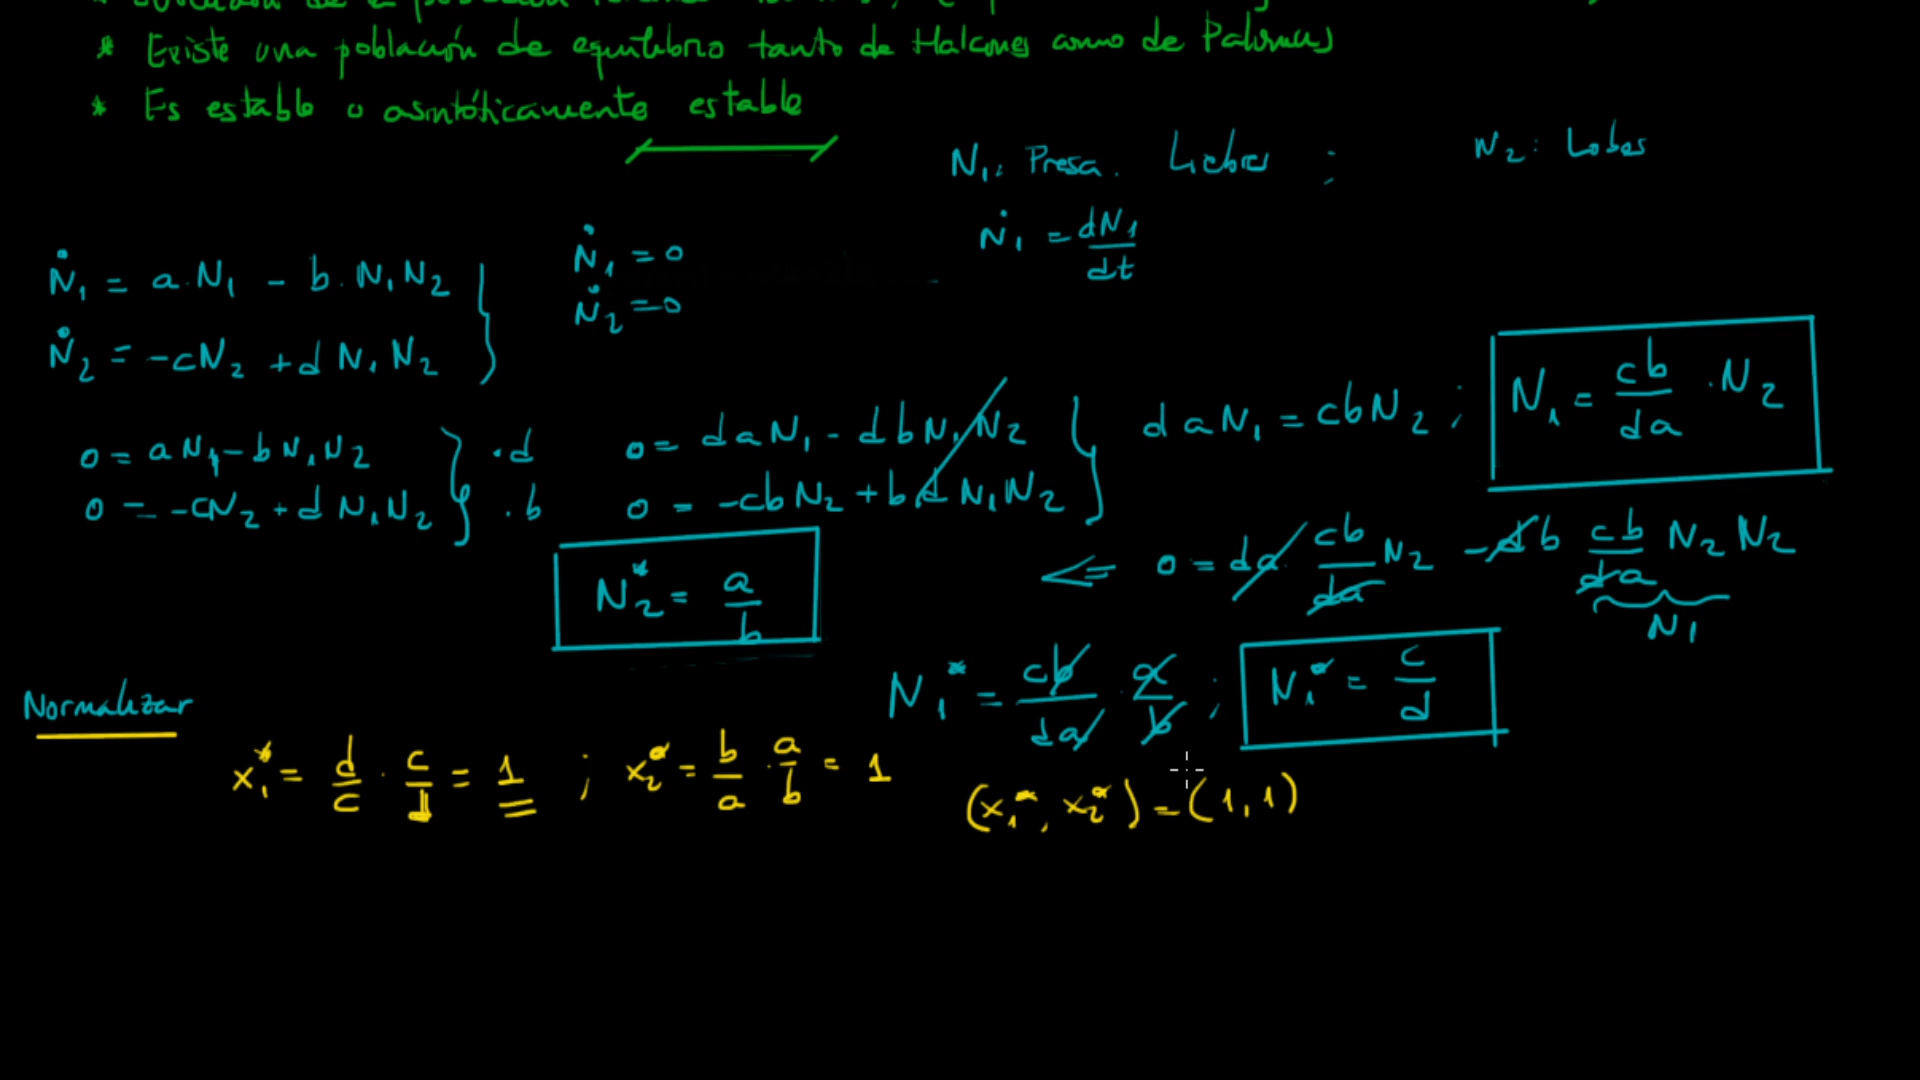 * Existe una población de equilibrio tanto de Halcones como de Palomas
* Es estable o asintóticamente estable
N₁: Presa. Liebres ; N₂: Lobos
Ṅ₁ = dN₁/dt
Ṅ₁ = a·N₁ - b·N₁N₂
Ṅ₂ = -cN₂ + d N₁N₂
Ṅ₁ = 0
Ṅ₂ = 0
0 = aN₁ - bN₁N₂ } ·d
0 = -cN₂ + d N₁N₂ } ·b
0 = daN₁ - dbN₁N₂
0 = -cbN₂ + bdN₁N₂
daN₁ = cbN₂ ; N₁ = cb/da · N₂
<= 0 = da cb/da N₂ - db cb/da N₂N₂
N₁
N₂* = a/b
N₁* = cb/da · a/b ; N₁* = c/d
Normalizar
x₁* = d/c · c/d = 1 ; x₂* = b/a · a/b = 1
(x₁*, x₂*) = (1,1)